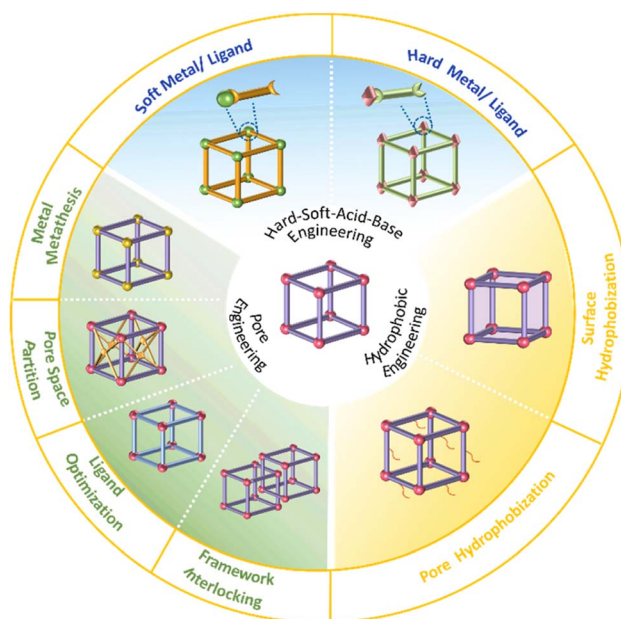 Soft Metal/ Ligand
Hard Metal/ Ligand
Metal
Metathesis
Hard-Soft-Acid-Base
Engineering
Pore
Engineering
Hydrophobic
Engineering
Surface
Hydrophobization
Pore Space
Partition
Ligand
Optimization
Framework
Interlocking
Pore Hydrophobization